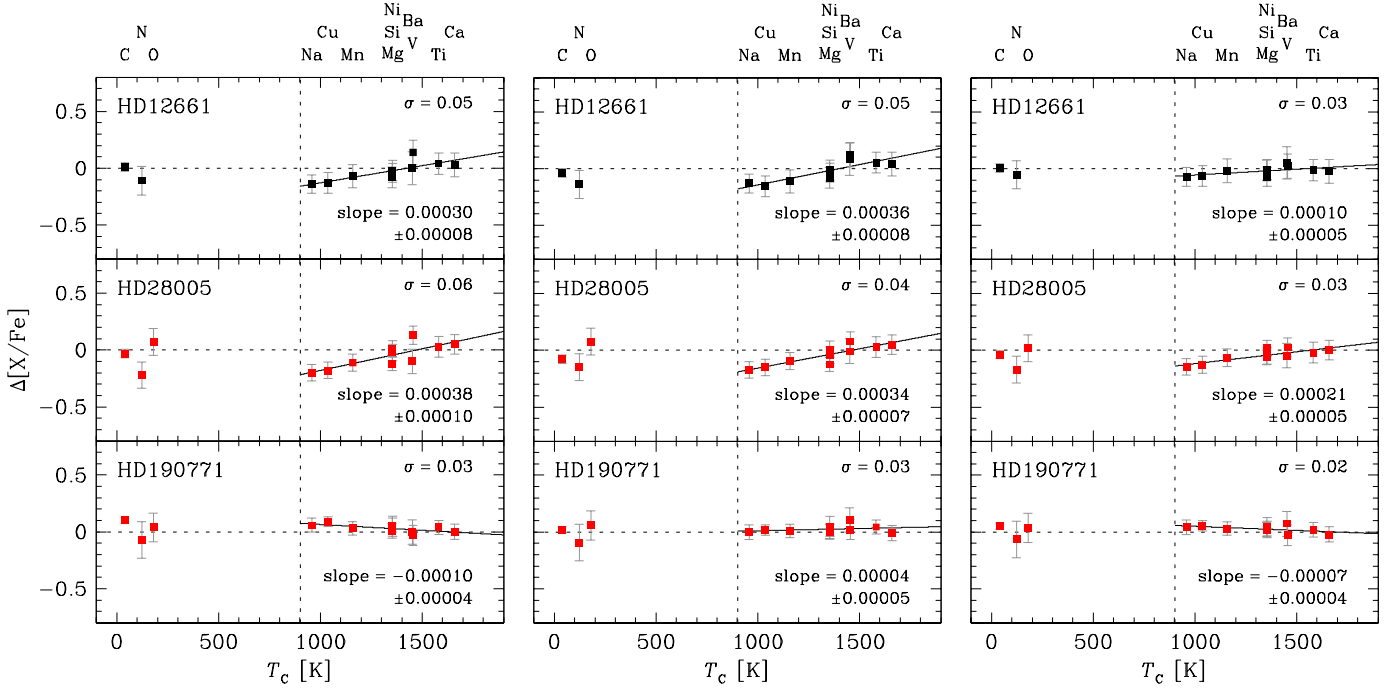 Ni Ba
N Cu Si Ca
C O Na Mn Mg V Ti
Ni Ba
N Cu Si Ca
C O Na Mn Mg V Ti
Ni Ba
N Cu Si Ca
C O Na Mn Mg V Ti
Δ[X/Fe]
0.5
0
−0.5
HD12661 σ = 0.05
slope = 0.00030
±0.00008
HD12661 σ = 0.05
slope = 0.00036
±0.00008
HD12661 σ = 0.03
slope = 0.00010
±0.00005
0.5
0
−0.5
HD28005 σ = 0.06
slope = 0.00038
±0.00010
HD28005 σ = 0.04
slope = 0.00034
±0.00007
HD28005 σ = 0.03
slope = 0.00021
±0.00005
0.5
0
−0.5
HD190771 σ = 0.03
slope = −0.00010
±0.00004
HD190771 σ = 0.03
slope = 0.00004
±0.00005
HD190771 σ = 0.02
slope = −0.00007
±0.00004
0 500 1000 1500
0 500 1000 1500
0 500 1000 1500
Tc [K]
Tc [K]
Tc [K]